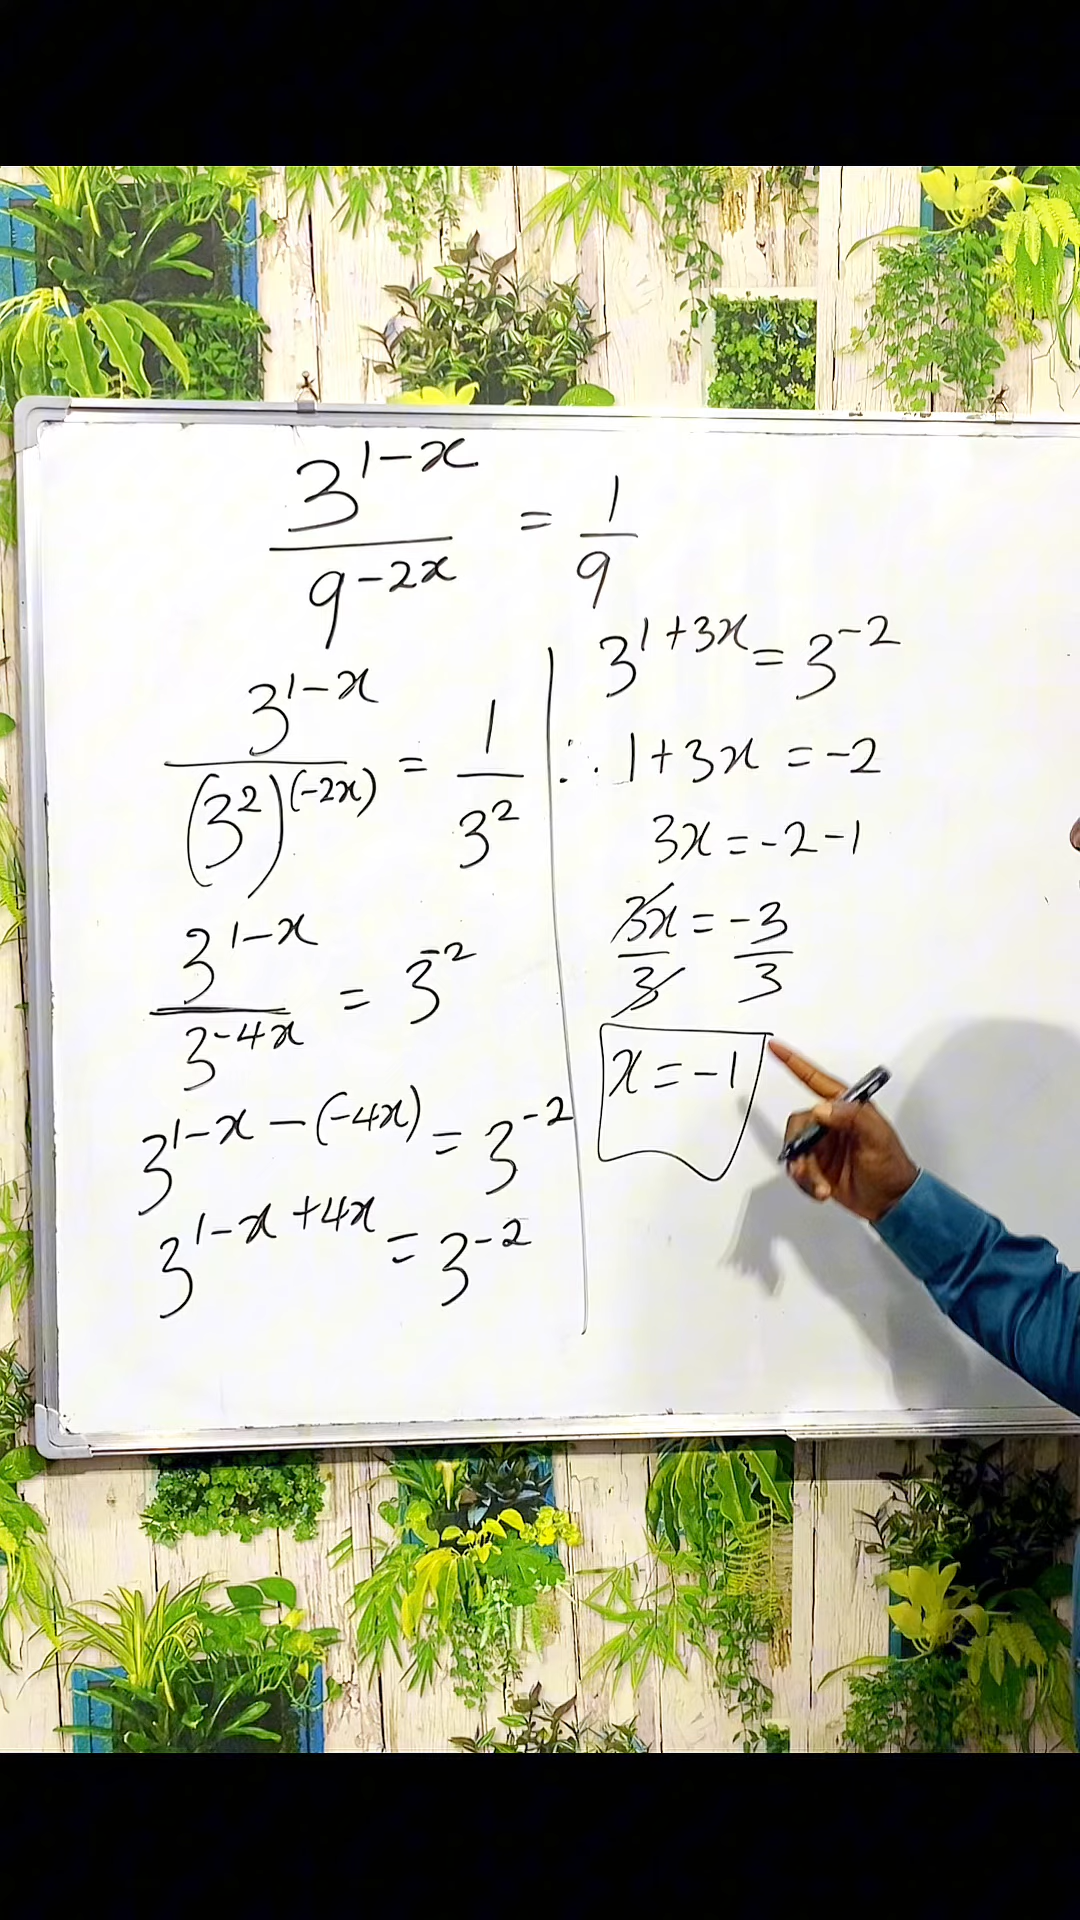 3^(1-x) / 9^(-2x) = 1/9
3^(1-x) / (3^2)^(-2x) = 1/3^2
3^(1-x) / 3^(-4x) = 3^(-2)
3^(1-x-(-4x)) = 3^(-2)
3^(1-x+4x) = 3^(-2)
3^(1+3x) = 3^(-2)
∴ 1+3x = -2
3x = -2-1
3x/3 = -3/3
x = -1